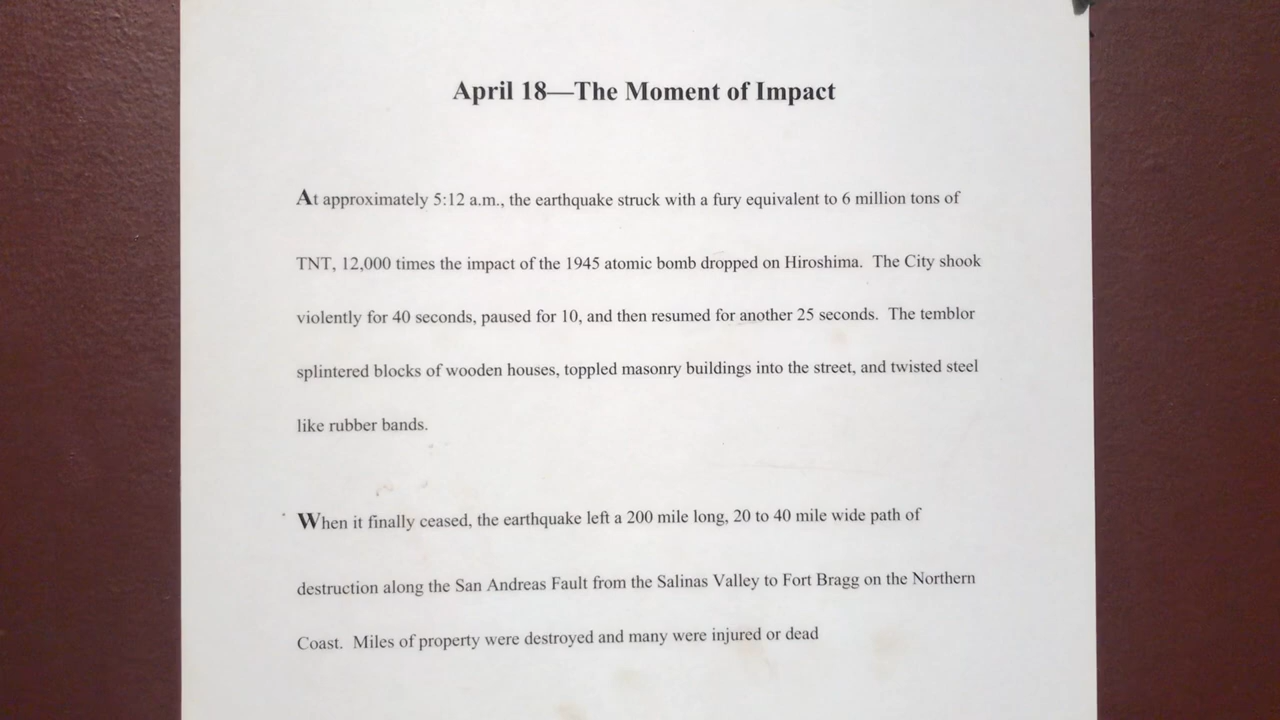 April 18—The Moment of Impact
At approximately 5:12 a.m., the earthquake struck with a fury equivalent to 6 million tons of
TNT, 12,000 times the impact of the 1945 atomic bomb dropped on Hiroshima.  The City shook
violently for 40 seconds, paused for 10, and then resumed for another 25 seconds.  The temblor
splintered blocks of wooden houses, toppled masonry buildings into the street, and twisted steel
like rubber bands.
When it finally ceased, the earthquake left a 200 mile long, 20 to 40 mile wide path of
destruction along the San Andreas Fault from the Salinas Valley to Fort Bragg on the Northern
Coast.  Miles of property were destroyed and many were injured or dead